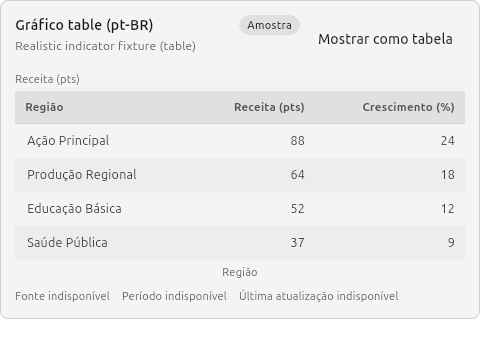 Gráfico table (pt-BR)
Amostra
Mostrar como tabela
Realistic indicator fixture (table)
Receita (pts)
Região Receita (pts) Crescimento (%)
Ação Principal 88 24
Produção Regional 64 18
Educação Básica 52 12
Saúde Pública 37 9
Região
Fonte indisponível Período indisponível Última atualização indisponível